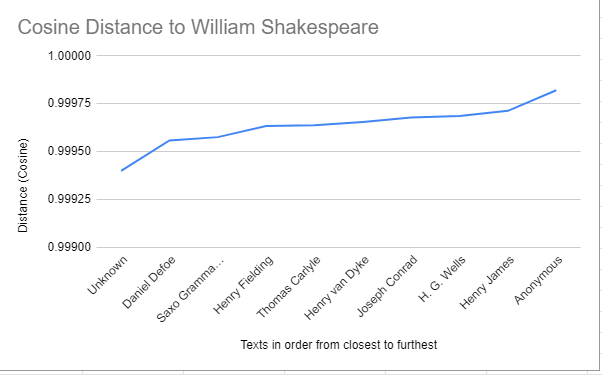 Cosine Distance to William Shakespeare
1.00000
0.99975
0.99950
0.99925
0.99900
Distance (Cosine)
Unknown
Daniel Defoe
Saxo Gramma...
Henry Fielding
Thomas Carlyle
Henry van Dyke
Joseph Conrad
H. G. Wells
Henry James
Anonymous
Texts in order from closest to furthest